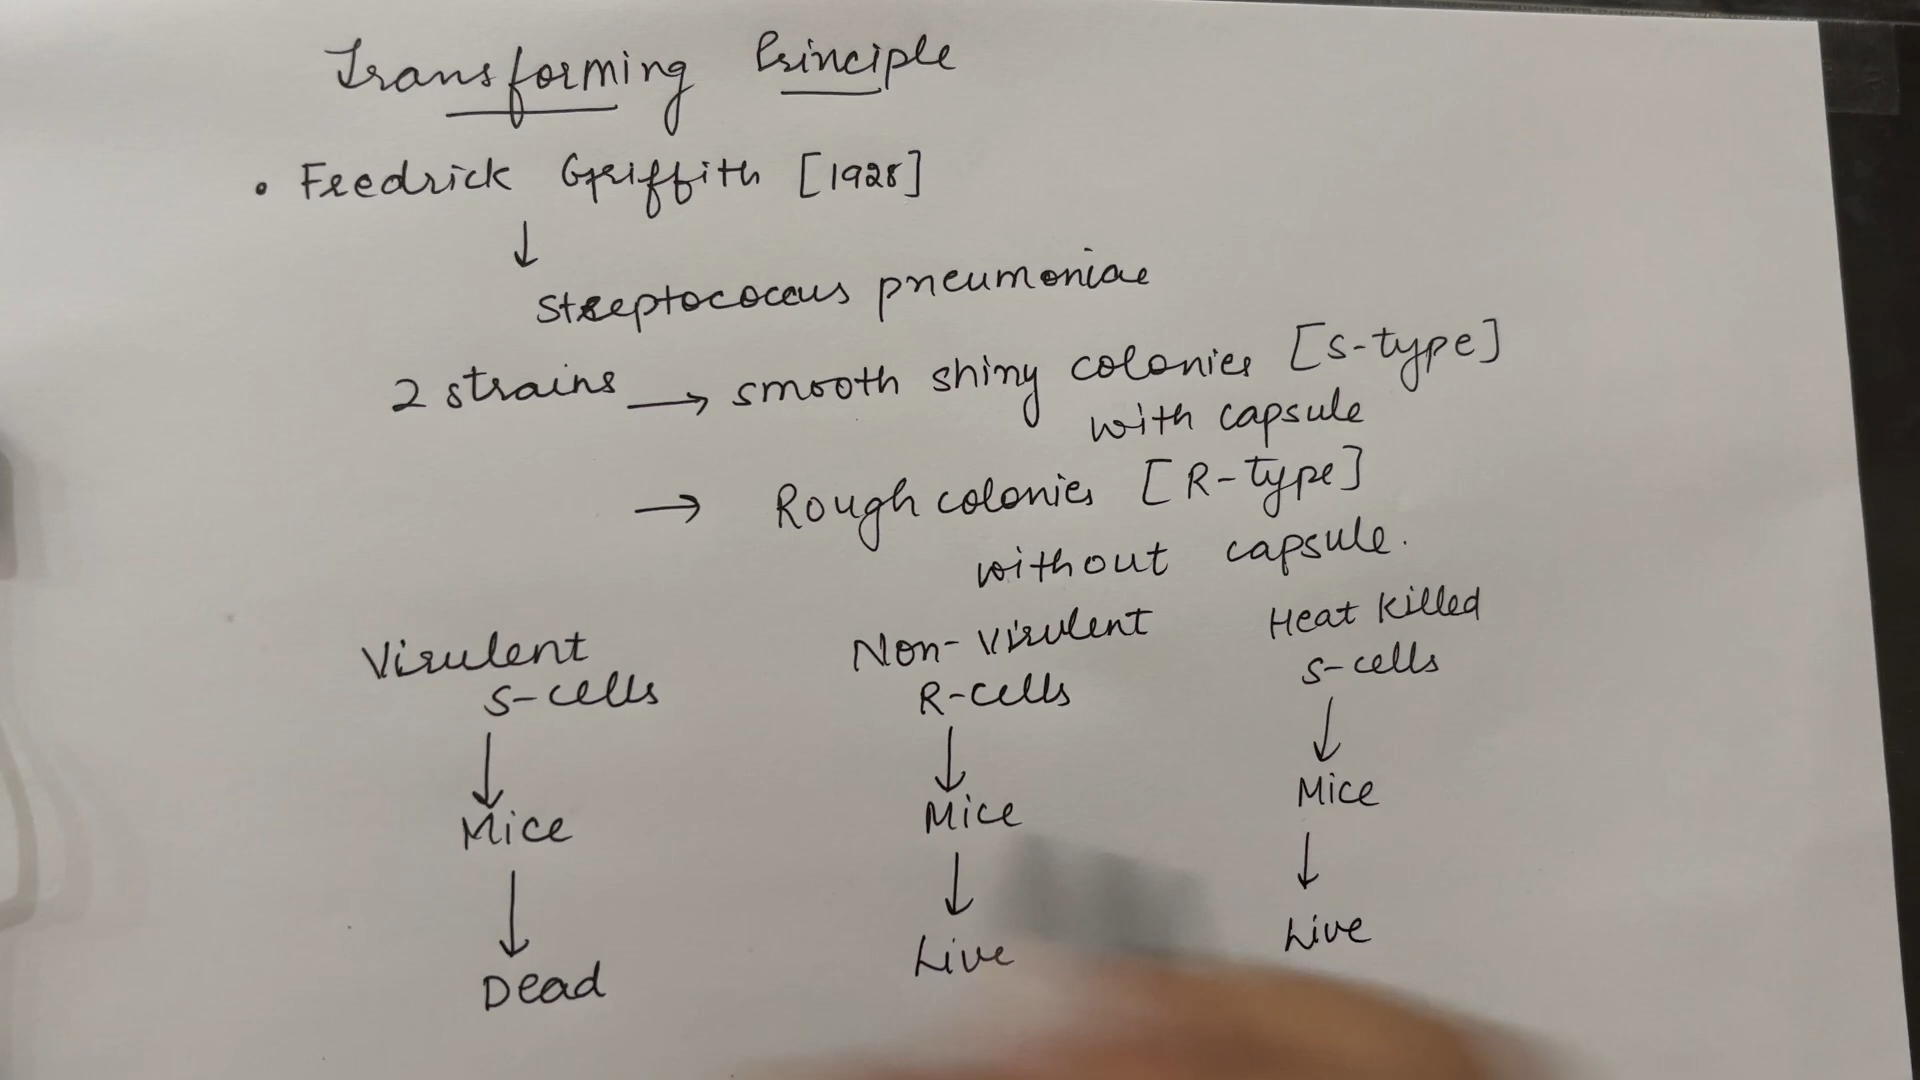 Transforming Principle
• Fredrick Griffith [1928]
↓
Streptococcus pneumoniae
2 strains → smooth shiny colonies [S-type]
with capsule
→ Rough colonies [R-type]
without capsule.
Virulent Non-Virulent Heat Killed
S-cells R-cells S-cells
↓ ↓ ↓
Mice Mice Mice
↓ ↓ ↓
Dead Live Live